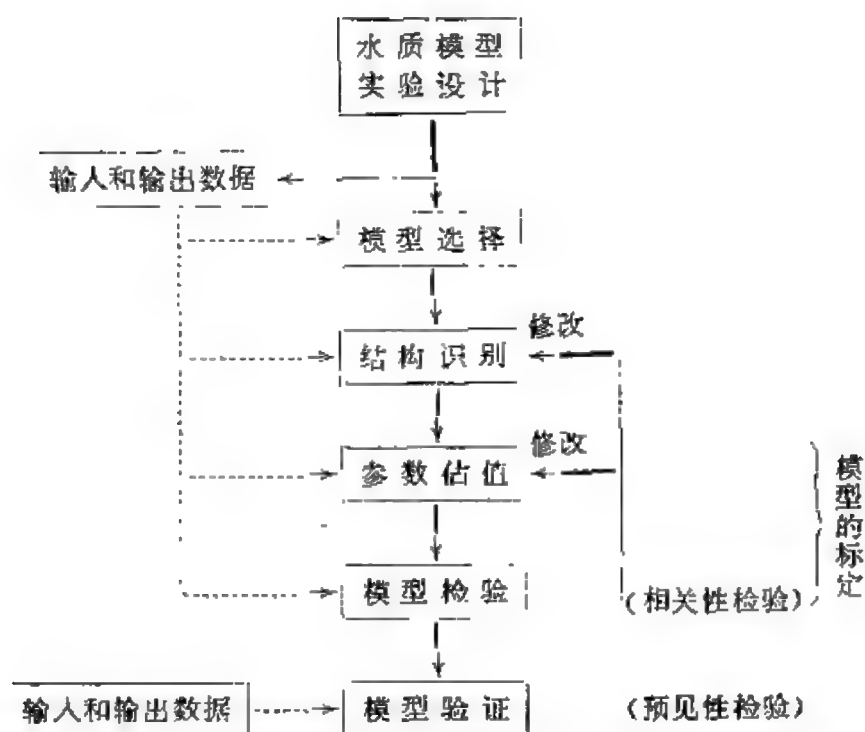 水质模型
实验设计
输人和输出数据
模型选择
修改
结构识别
修改
参数估值
模型的标定
模型检验
(相关性检验)
输人和输出数据
模型验证
(预见性检验)